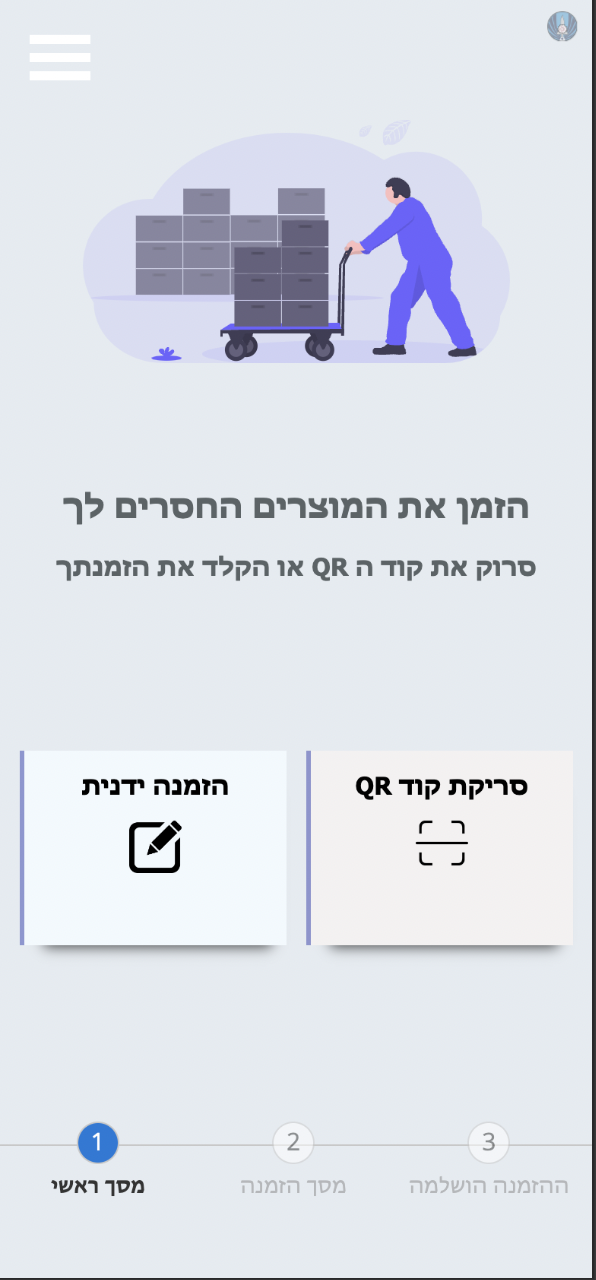 הזמן את המוצרים החסרים לך
סרוק את קוד ה QR או הקלד את הזמנתך
סריקת קוד QR
הזמנה ידנית
1
מסך ראשי
2
מסך הזמנה
3
ההזמנה הושלמה